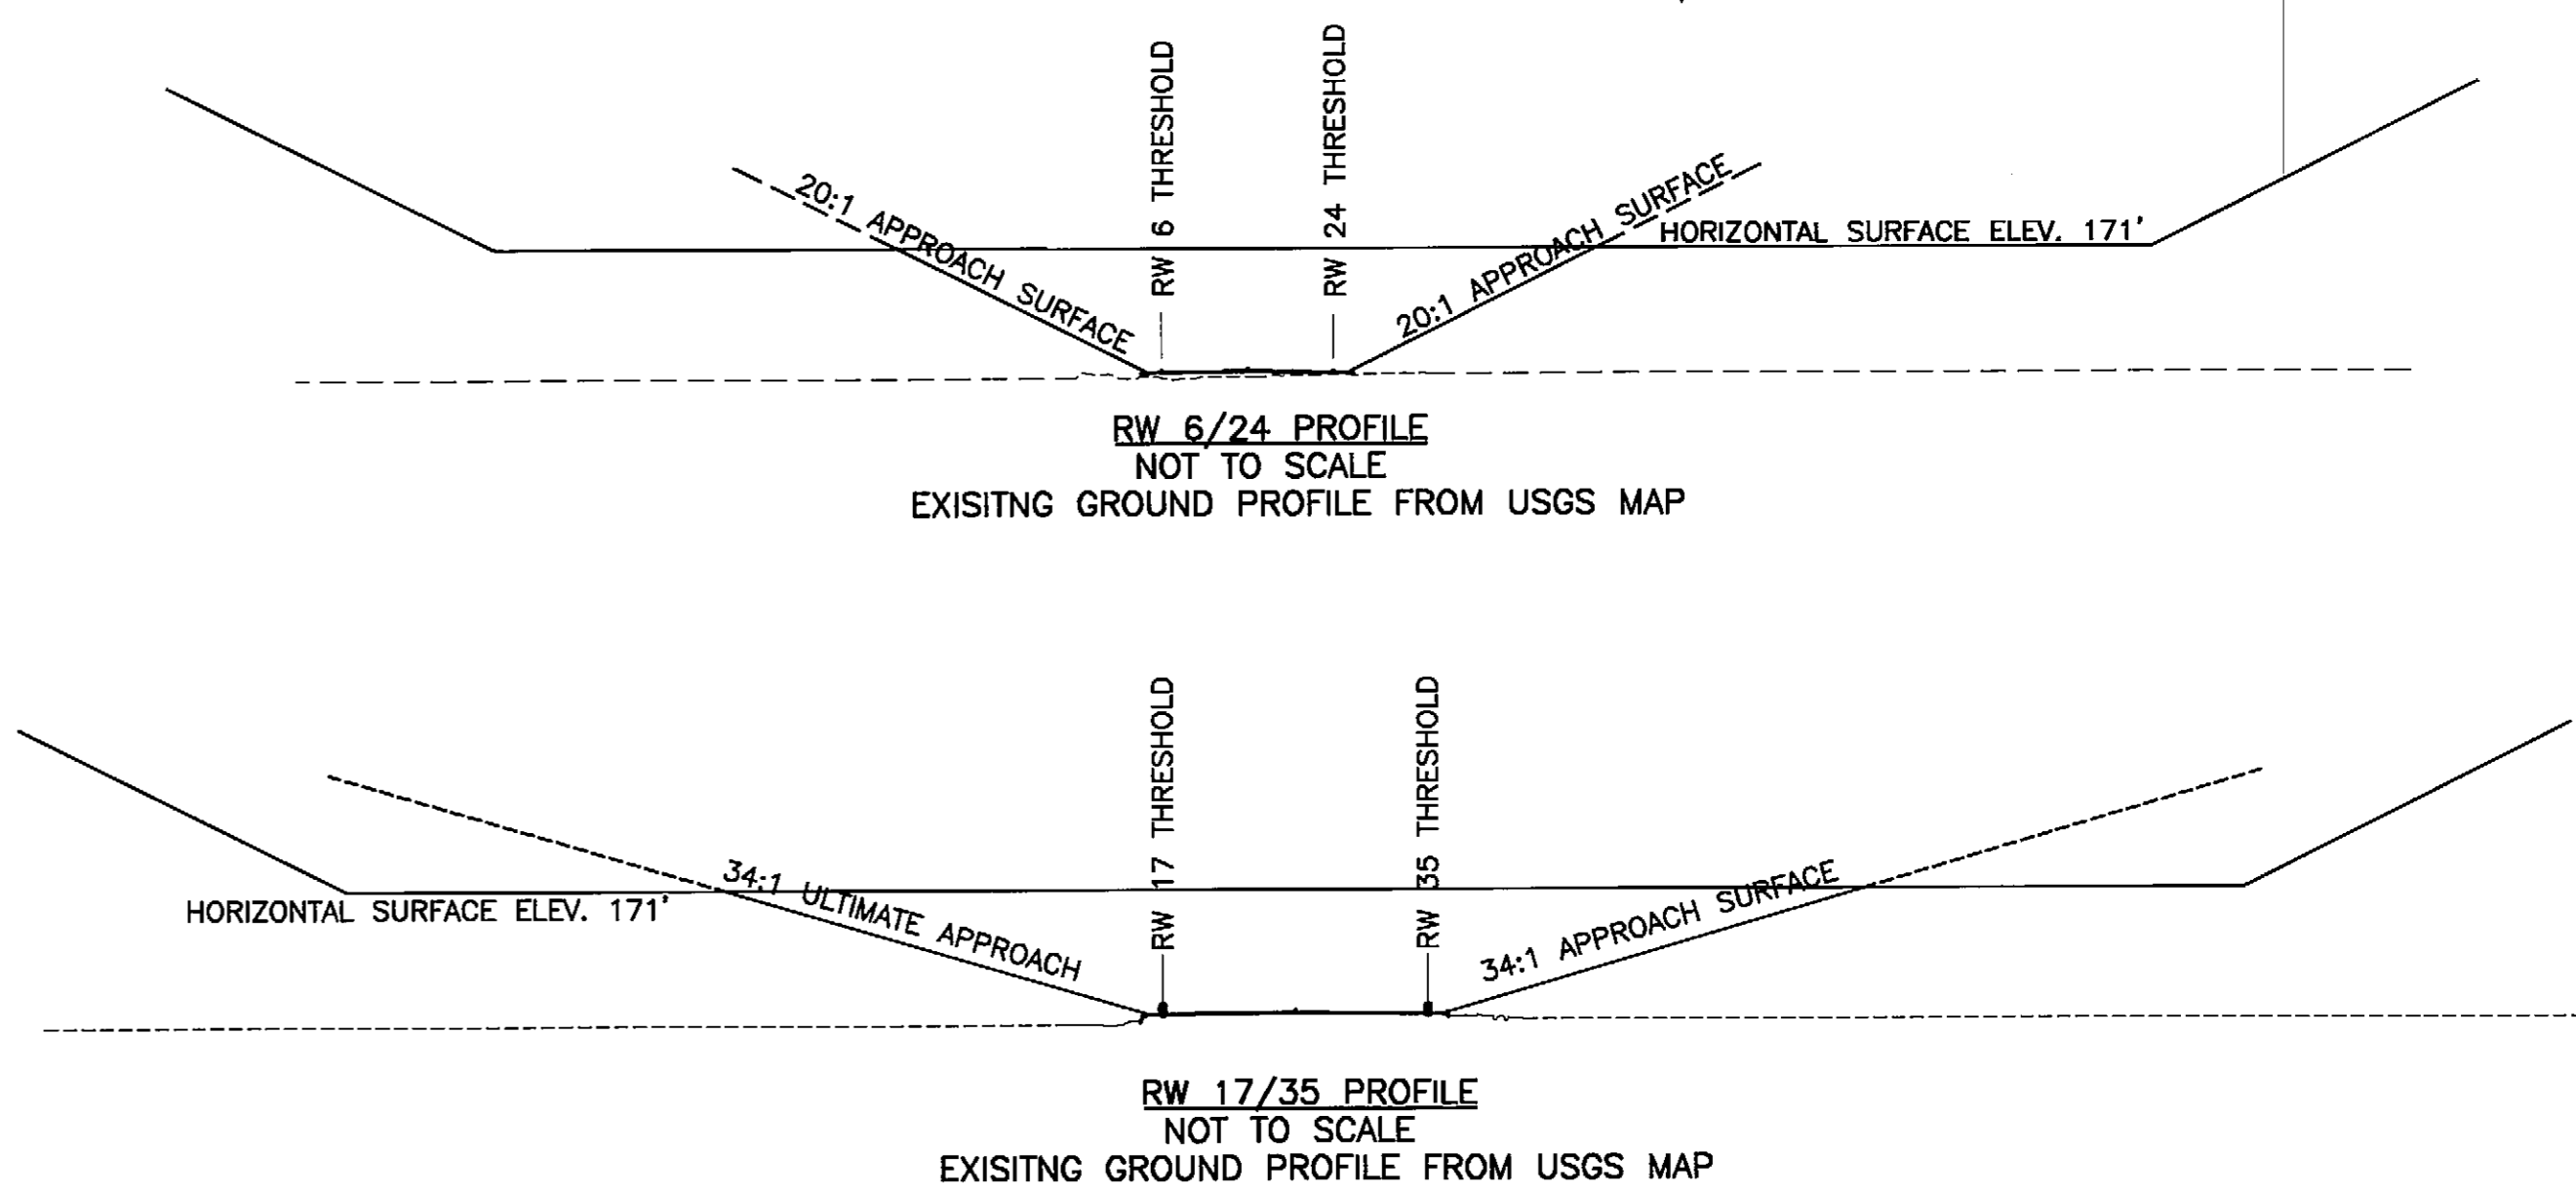 RW 6 THRESHOLD
RW 24 THRESHOLD
20:1 APPROACH SURFACE
20:1 APPROACH SURFACE
HORIZONTAL SURFACE ELEV. 171'
RW 6/24 PROFILE
NOT TO SCALE
EXISITNG GROUND PROFILE FROM USGS MAP
RW 17 THRESHOLD
RW 35 THRESHOLD
34:1 ULTIMATE APPROACH
34:1 APPROACH SURFACE
HORIZONTAL SURFACE ELEV. 171'
RW 17/35 PROFILE
NOT TO SCALE
EXISITNG GROUND PROFILE FROM USGS MAP